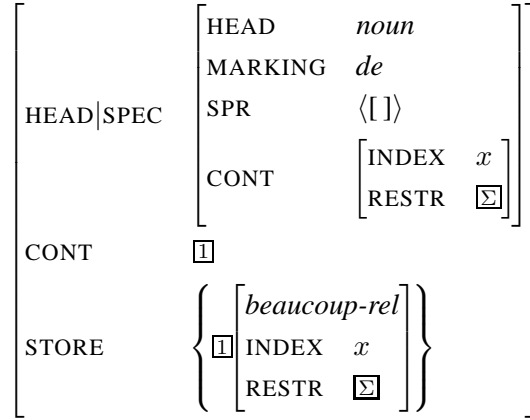 HEAD noun
MARKING de
HEAD|SPEC SPR ⟨[ ]⟩
CONT INDEX x
RESTR Σ
CONT 1
STORE 1 beaucoup-rel
INDEX x
RESTR Σ